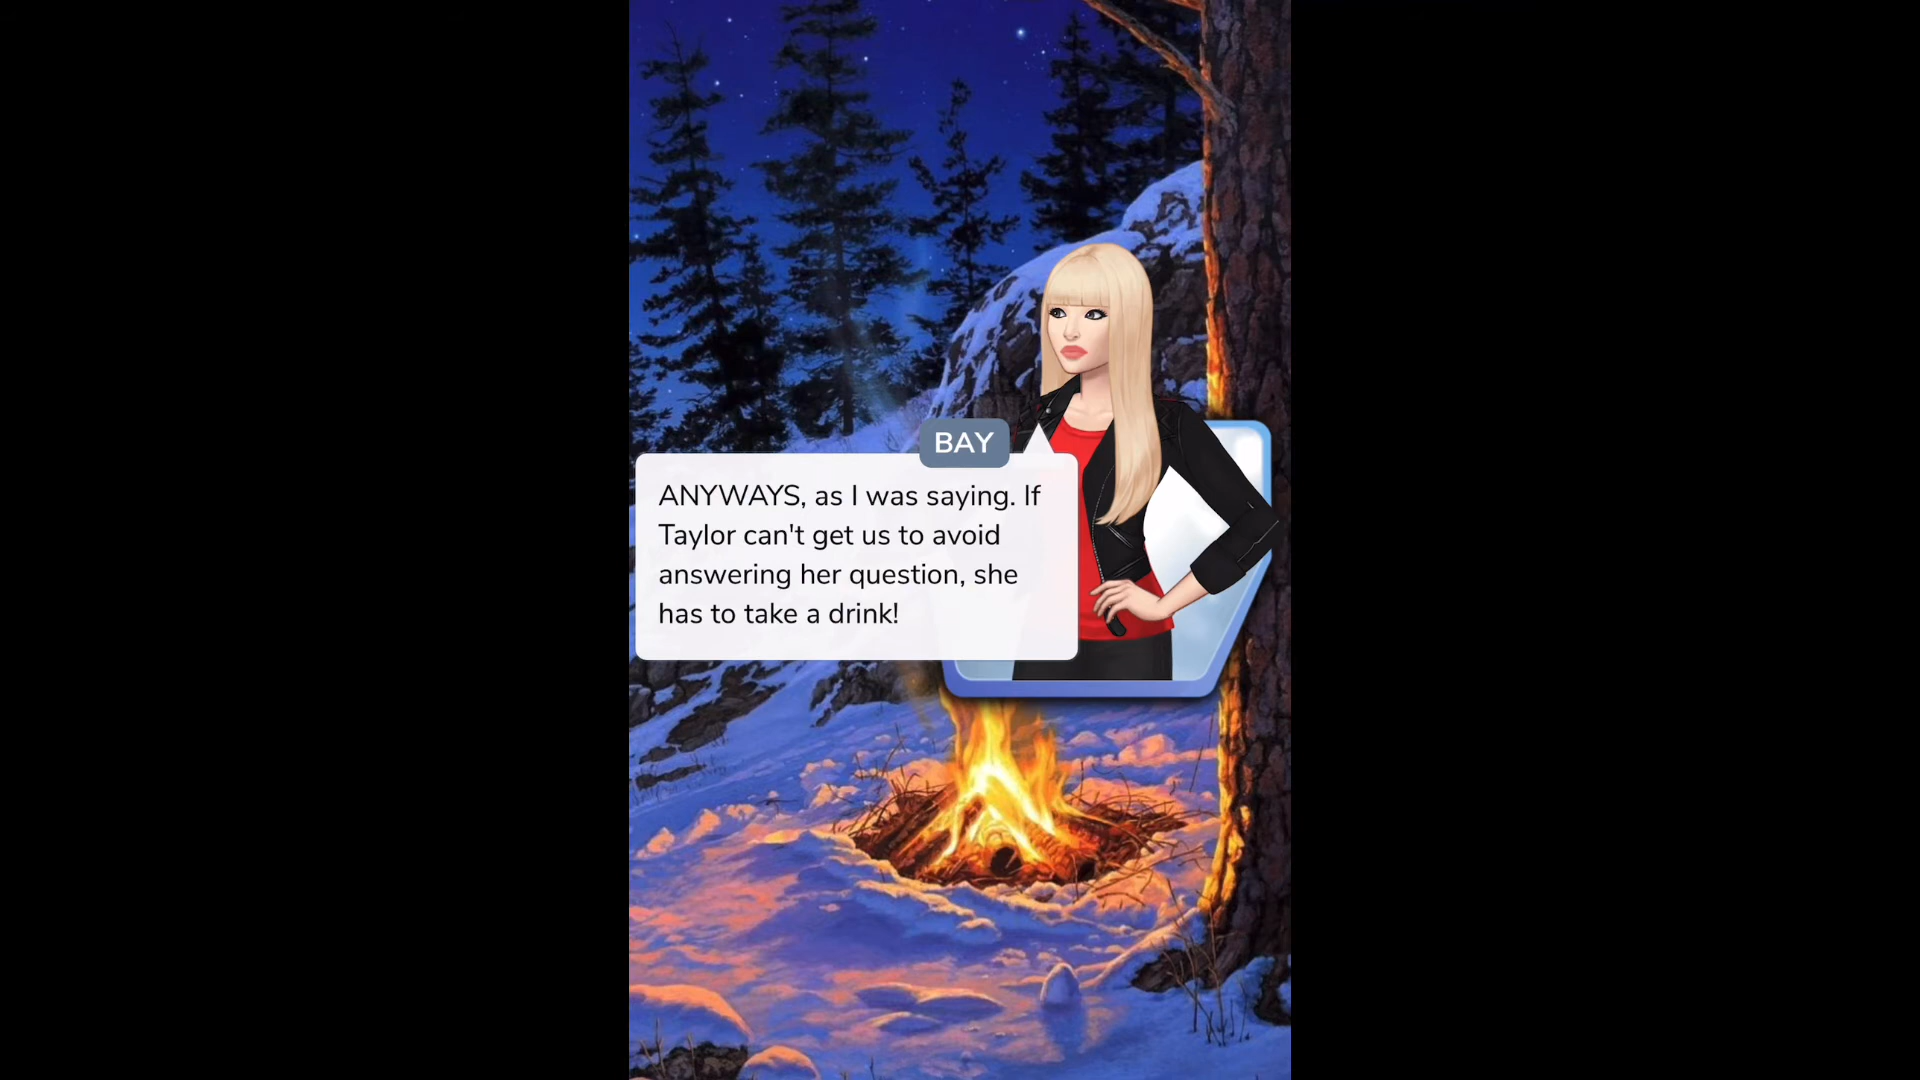 BAY
ANYWAYS, as I was saying. If
Taylor can't get us to avoid
answering her question, she
has to take a drink!